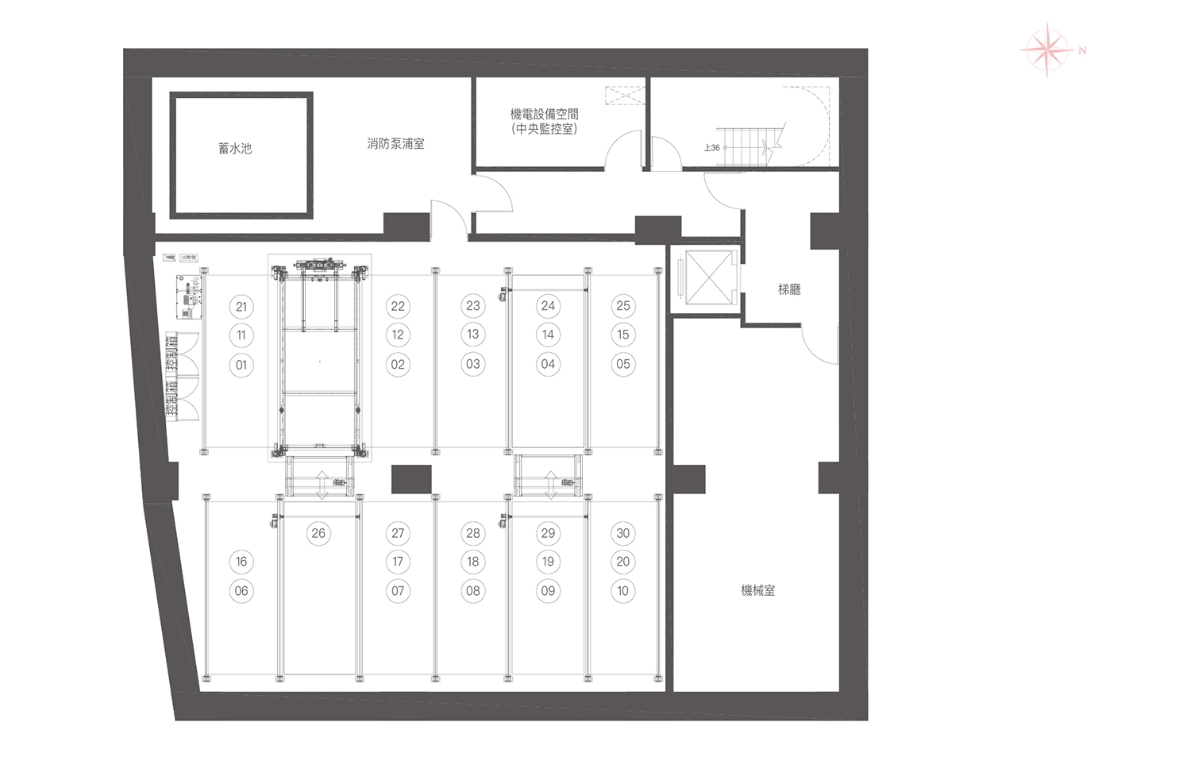 N
機電設備空間
(中央監控室)
蓄水池
消防泵浦室
上36
梯廳
21 22 23 24 25
11 12 13 14 15
01 02 03 04 05
控制箱
控制箱
26 27 28 29 30
16 17 18 19 20
06 07 08 09 10
機械室